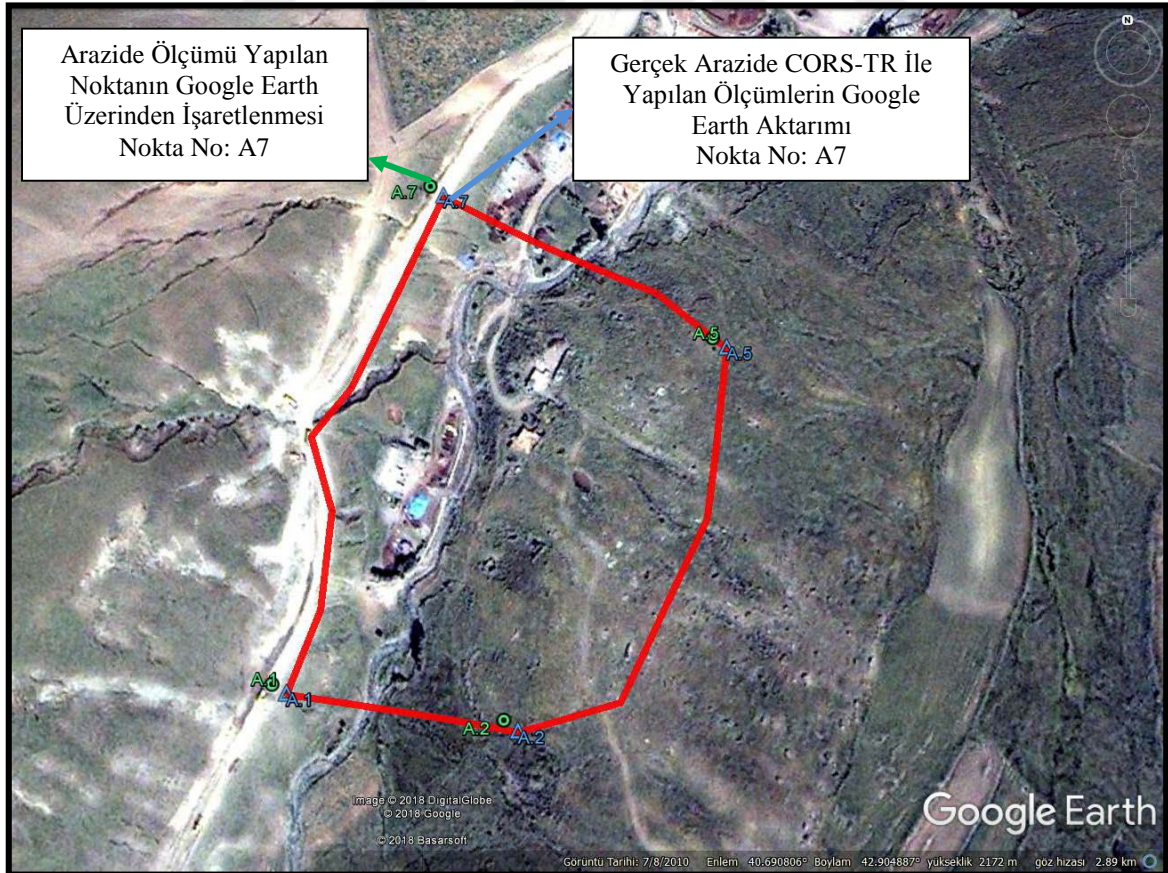 Arazide Ölçümü Yapılan
Noktanın Google Earth
Üzerinden İşaretlenmesi
Nokta No: A7
Gerçek Arazide CORS-TR İle
Yapılan Ölçümlerin Google
Earth Aktarımı
Nokta No: A7
N
A.7
A.7
A.5
A.5
A.1
A.1
A.2
A.2
Image © 2018 DigitalGlobe
© 2018 Google
© 2018 Basarsoft
Google Earth
Görüntü Tarihi: 7/8/2010 Enlem 40.690806° Boylam 42.904887° yükseklik 2172 m göz hizası 2.89 km